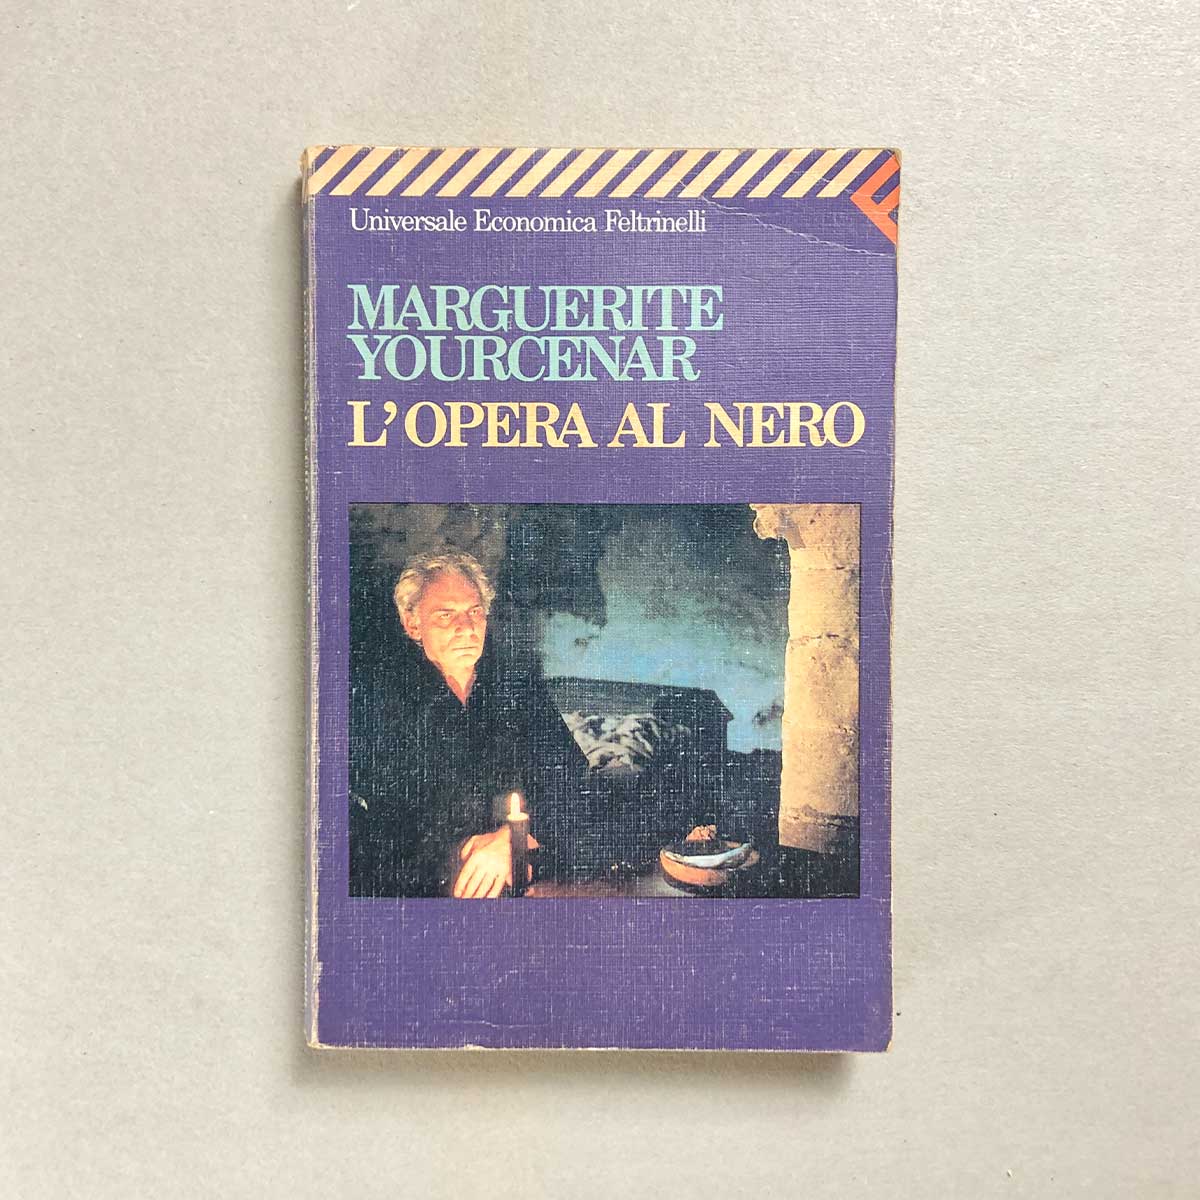 Universale Economica Feltrinelli
MARGUERITE
YOURCENAR
L'OPERA AL NERO